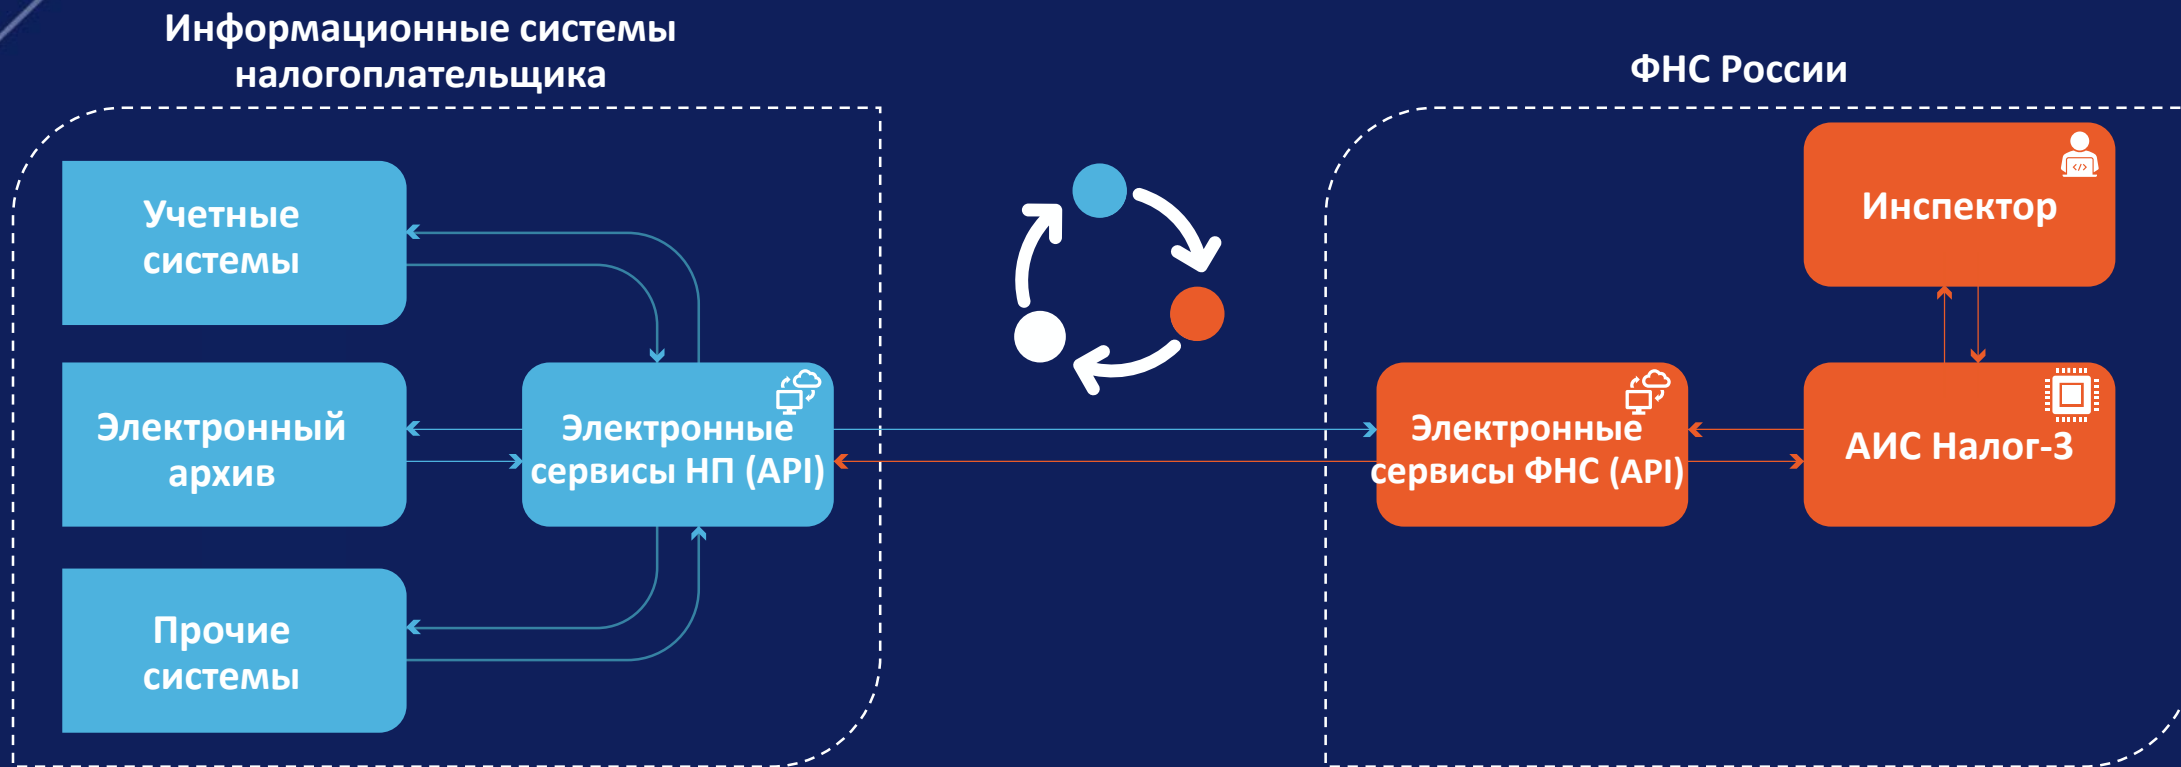 Информационные системы
налогоплательщика
ФНС России
Учетные
системы
Электронный
архив
Прочие
системы
Электронные
сервисы НП (API)
Электронные
сервисы ФНС (API)
Инспектор
</>
АИС Налог-3